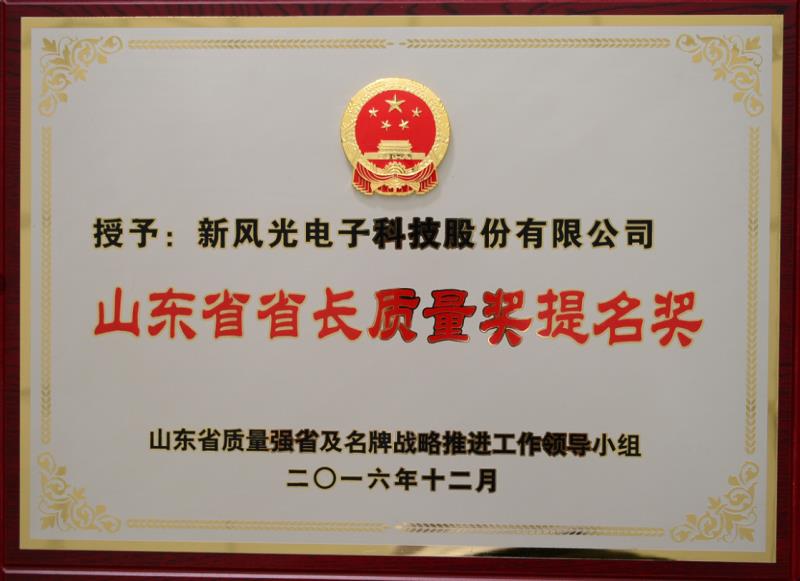 授予：新风光电子科技股份有限公司
山东省省长质量奖提名奖
山东省质量强省及名牌战略推进工作领导小组
二〇一六年十二月